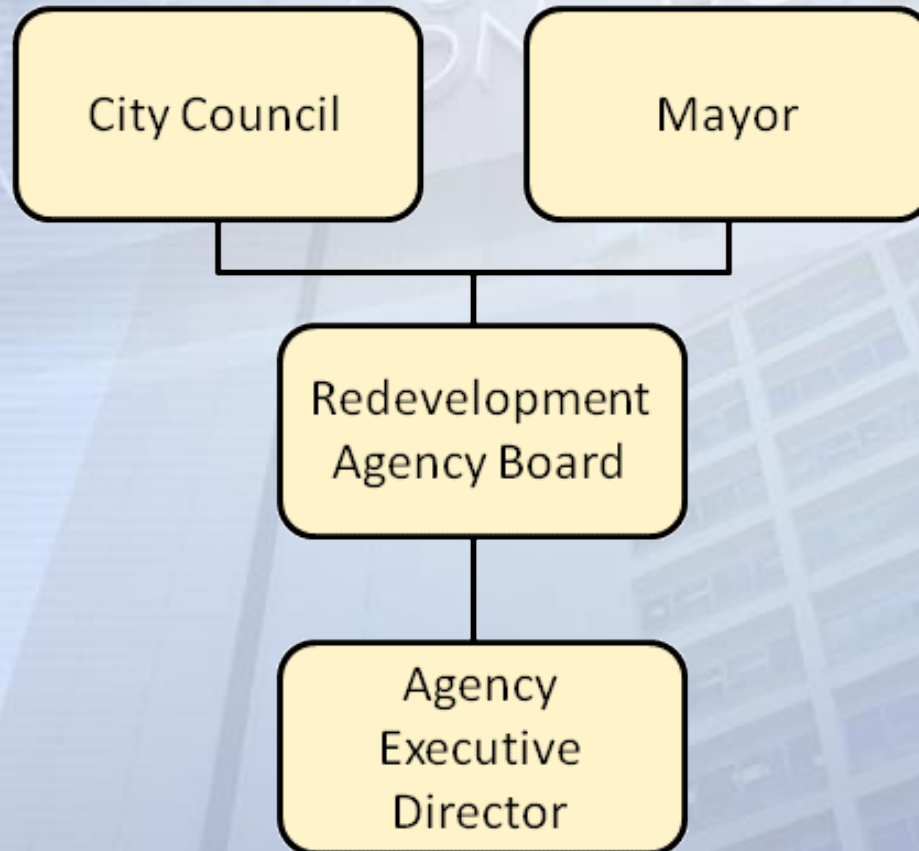 City Council
Mayor
Redevelopment
Agency Board
Agency
Executive
Director